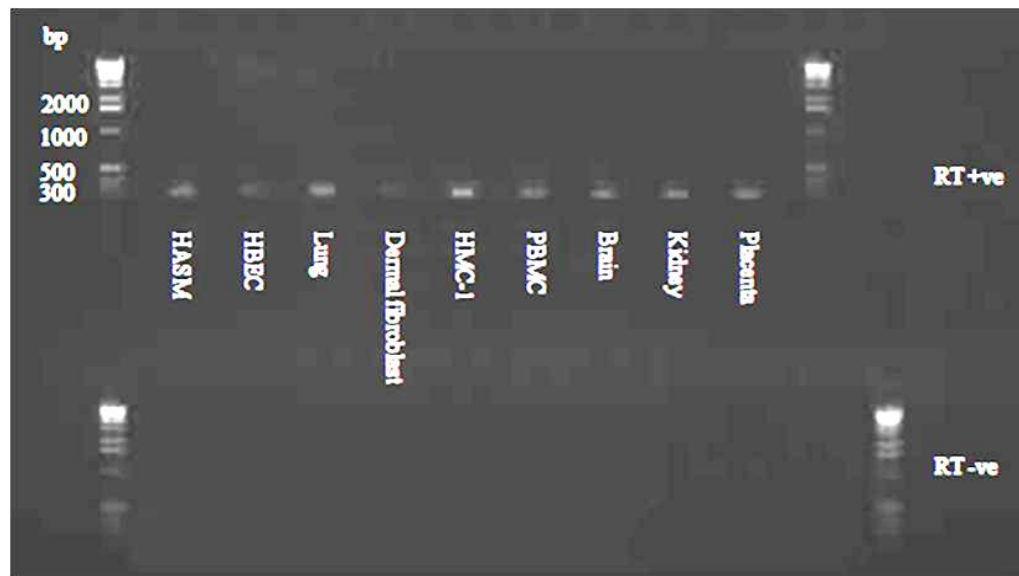 bp
2000
1000
500
300
RT+ve
HASM
HBEC
Lung
Dermal fibroblast
HMC-1
PBMC
Brain
Kidney
Placenta
RT-ve